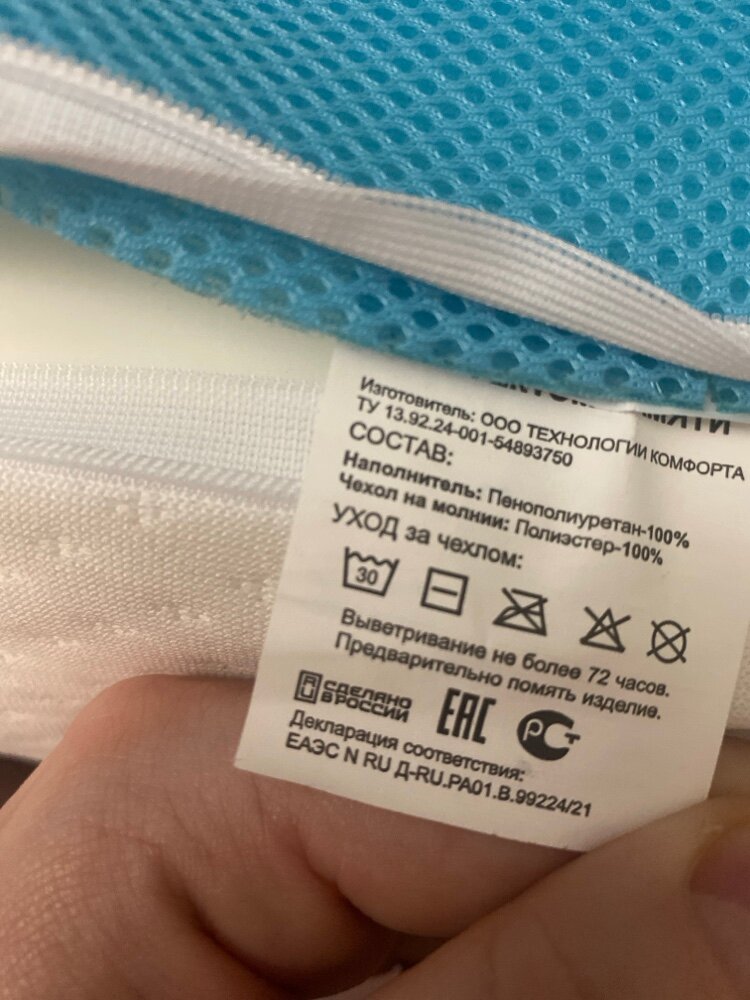 Изготовитель: ООО ТЕХНОЛОГИИ КОМФОРТА
ТУ 13.92.24-001-54893750
СОСТАВ:
Наполнитель: Пенополиуретан-100%
Чехол на молнии: Полиэстер-100%
УХОД за чехлом:
30
Выветривание не более 72 часов.
Предварительно помять изделие.
СДЕЛАНО
В РОССИИ
ЕАС
РСТ
Декларация соответствия:
ЕАЭС N RU Д-RU.РА01.В.99224/21